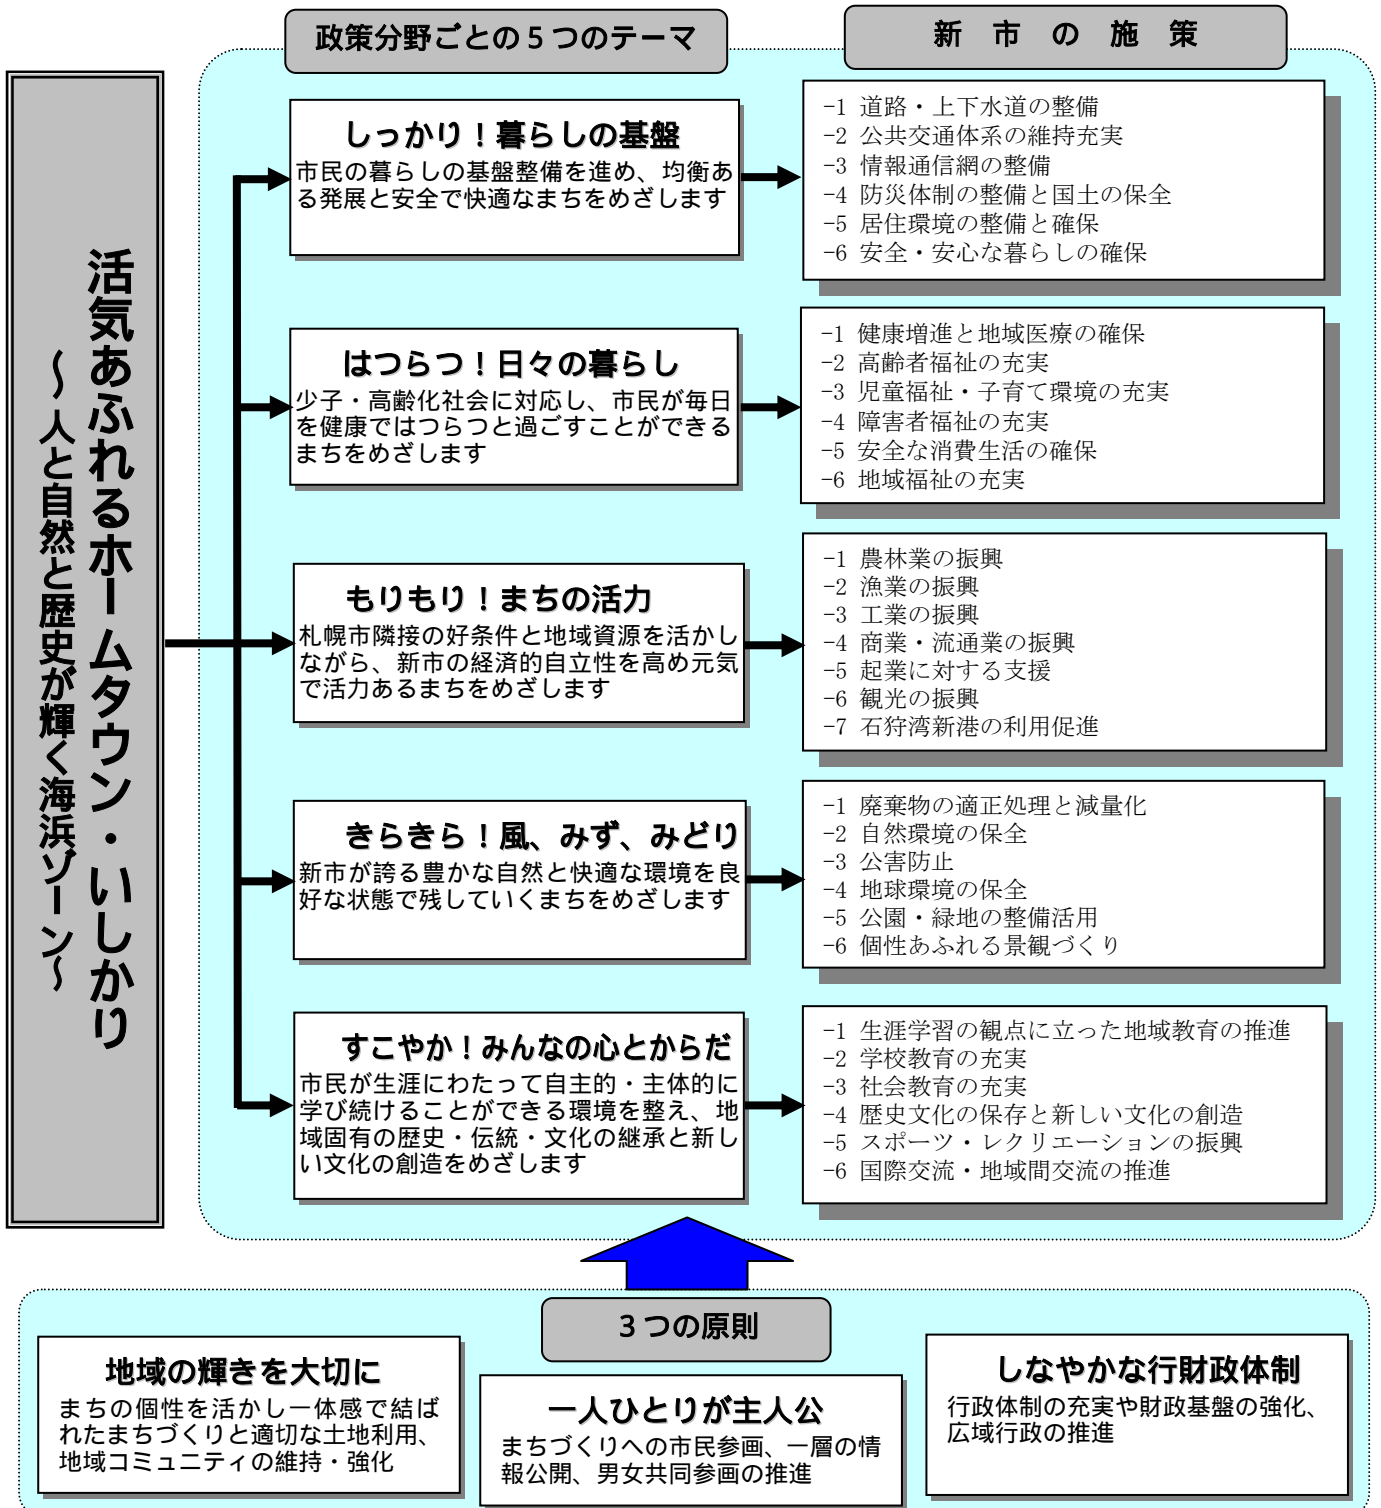 政策分野ごとの５つのテーマ
新市の施策
活気あふれるホームタウン・いしかり
～人と自然と歴史が輝く海浜ゾーン～
しっかり！暮らしの基盤
市民の暮らしの基盤整備を進め、均衡あ
る発展と安全で快適なまちをめざします
-1 道路・上下水道の整備
-2 公共交通体系の維持充実
-3 情報通信網の整備
-4 防災体制の整備と国土の保全
-5 居住環境の整備と確保
-6 安全・安心な暮らしの確保
はつらつ！日々の暮らし
少子・高齢化社会に対応し、市民が毎日
を健康ではつらつと過ごすことができる
まちをめざします
-1 健康増進と地域医療の確保
-2 高齢者福祉の充実
-3 児童福祉・子育て環境の充実
-4 障害者福祉の充実
-5 安全な消費生活の確保
-6 地域福祉の充実
もりもり！まちの活力
札幌市隣接の好条件と地域資源を活かし
ながら、新市の経済的自立性を高め元気
で活力あるまちをめざします
-1 農林業の振興
-2 漁業の振興
-3 工業の振興
-4 商業・流通業の振興
-5 起業に対する支援
-6 観光の振興
-7 石狩湾新港の利用促進
きらきら！風、みず、みどり
新市が誇る豊かな自然と快適な環境を良
好な状態で残していくまちをめざします
-1 廃棄物の適正処理と減量化
-2 自然環境の保全
-3 公害防止
-4 地球環境の保全
-5 公園・緑地の整備活用
-6 個性あふれる景観づくり
すこやか！みんなの心とからだ
市民が生涯にわたって自主的・主体的に
学び続けることができる環境を整え、地
域固有の歴史・伝統・文化の継承と新し
い文化の創造をめざします
-1 生涯学習の観点に立った地域教育の推進
-2 学校教育の充実
-3 社会教育の充実
-4 歴史文化の保存と新しい文化の創造
-5 スポーツ・レクリエーションの振興
-6 国際交流・地域間交流の推進
３つの原則
地域の輝きを大切に
まちの個性を活かし一体感で結ば
れたまちづくりと適切な土地利用、
地域コミュニティの維持・強化
一人ひとりが主人公
まちづくりへの市民参画、一層の情
報公開、男女共同参画の推進
しなやかな行財政体制
行政体制の充実や財政基盤の強化、
広域行政の推進